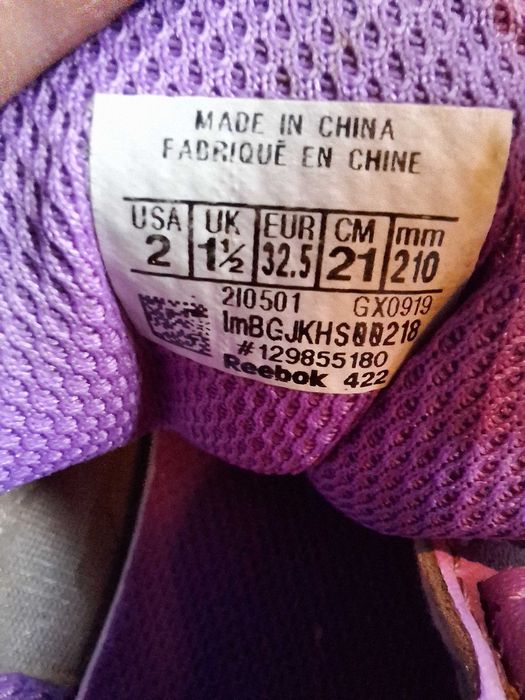 MADE IN CHINA
FABRIQUÉ EN CHINE
USA UK EUR CM mm
2 1½ 32.5 21 210
210501 GX0919
#129855180
Reebok 422